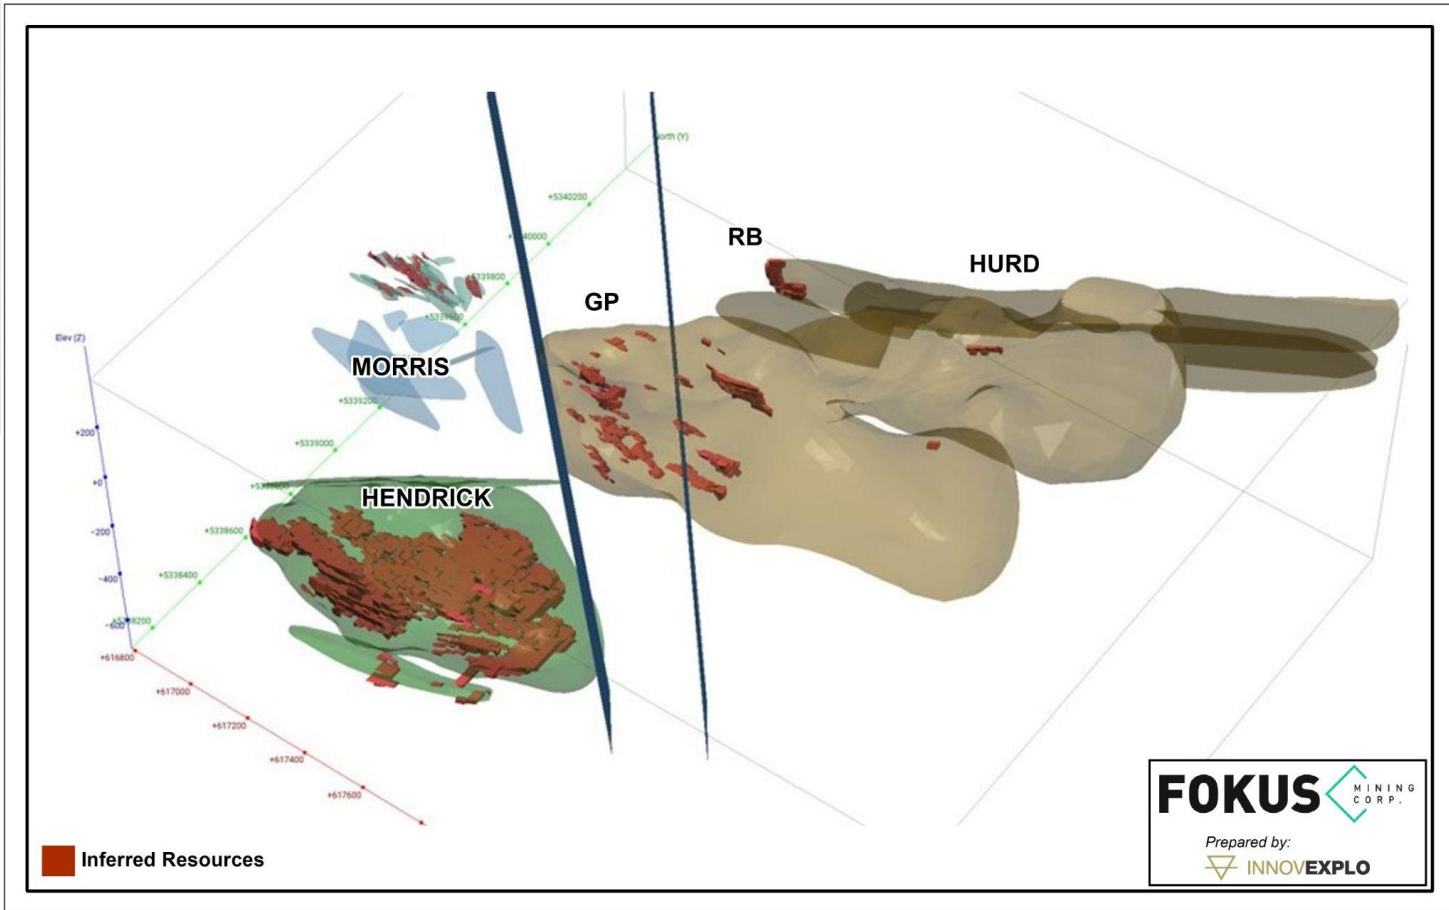 North (Y)
+5340200
40000
+5339800
RB
HURD
GP
Elev (Z)
MORRIS
+5339200
+200
+5339000
+0
HENDRICK
-200
+5338600
-400
+5338400
-600
+616800
+617000
+617200
+617400
+617600
FOKUS
MINING
CORP.
Prepared by:
INNOVEXPLO
Inferred Resources